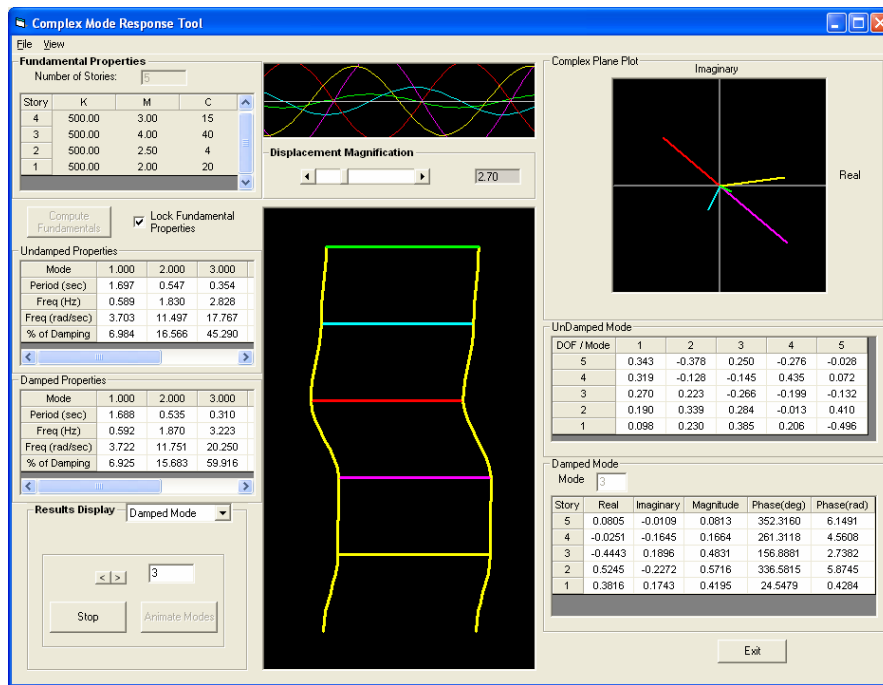 Complex Mode Response Tool
File View
Fundamental Properties
Number of Stories: 5
Story K M C
4 500.00 3.00 15
3 500.00 4.00 40
2 500.00 2.50 4
1 500.00 2.00 20
Compute Fundamentals
Lock Fundamental Properties
Undamped Properties
Mode 1.000 2.000 3.000
Period (sec) 1.697 0.547 0.354
Freq (Hz) 0.589 1.830 2.828
Freq (rad/sec) 3.703 11.497 17.767
% of Damping 6.984 16.566 45.290
Damped Properties
Mode 1.000 2.000 3.000
Period (sec) 1.688 0.535 0.310
Freq (Hz) 0.592 1.870 3.223
Freq (rad/sec) 3.722 11.751 20.250
% of Damping 6.925 15.683 59.916
Results Display Damped Mode
< > 3
Stop Animate Modes
Displacement Magnification
2.70
Complex Plane Plot
Imaginary
Real
UnDamped Mode
DOF / Mode 1 2 3 4 5
5 0.343 -0.378 0.250 -0.276 -0.028
4 0.319 -0.128 -0.145 0.435 0.072
3 0.270 0.223 -0.266 -0.199 -0.132
2 0.190 0.339 0.284 -0.013 0.410
1 0.098 0.230 0.385 0.206 -0.496
Damped Mode
Mode 3
Story Real Imaginary Magnitude Phase(deg) Phase(rad)
5 0.0805 -0.0109 0.0813 352.3160 6.1491
4 -0.0251 -0.1645 0.1664 261.3118 4.5608
3 -0.4443 0.1896 0.4831 156.8881 2.7382
2 0.5245 -0.2272 0.5716 336.5815 5.8745
1 0.3816 0.1743 0.4195 24.5479 0.4284
Exit